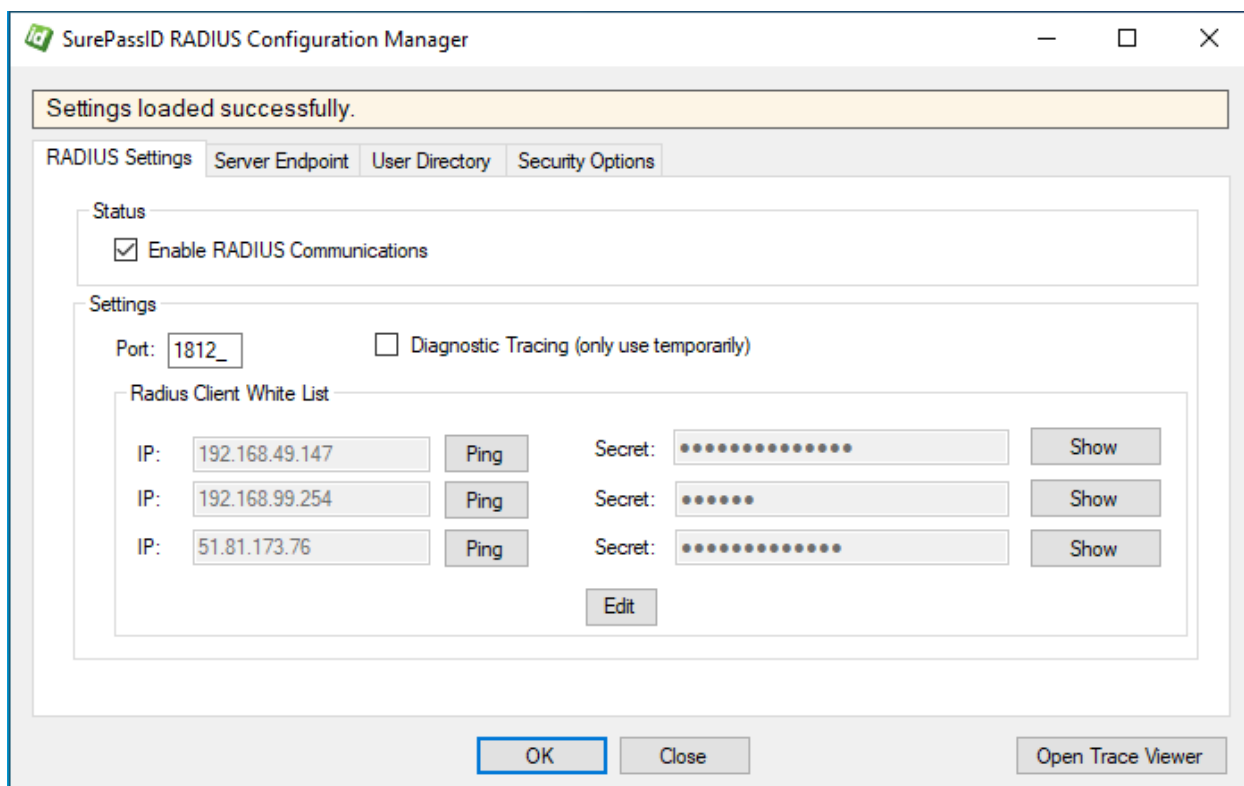 id SurePassID RADIUS Configuration Manager
Settings loaded successfully.
RADIUS Settings Server Endpoint User Directory Security Options
Status
Enable RADIUS Communications
Settings
Port: 1812_ Diagnostic Tracing (only use temporarily)
Radius Client White List
IP: 192.168.49.147 Ping Secret: ●●●●●●●●●●●●●● Show
IP: 192.168.99.254 Ping Secret: ●●●●●● Show
IP: 51.81.173.76 Ping Secret: ●●●●●●●●●●●●● Show
Edit
OK Close Open Trace Viewer